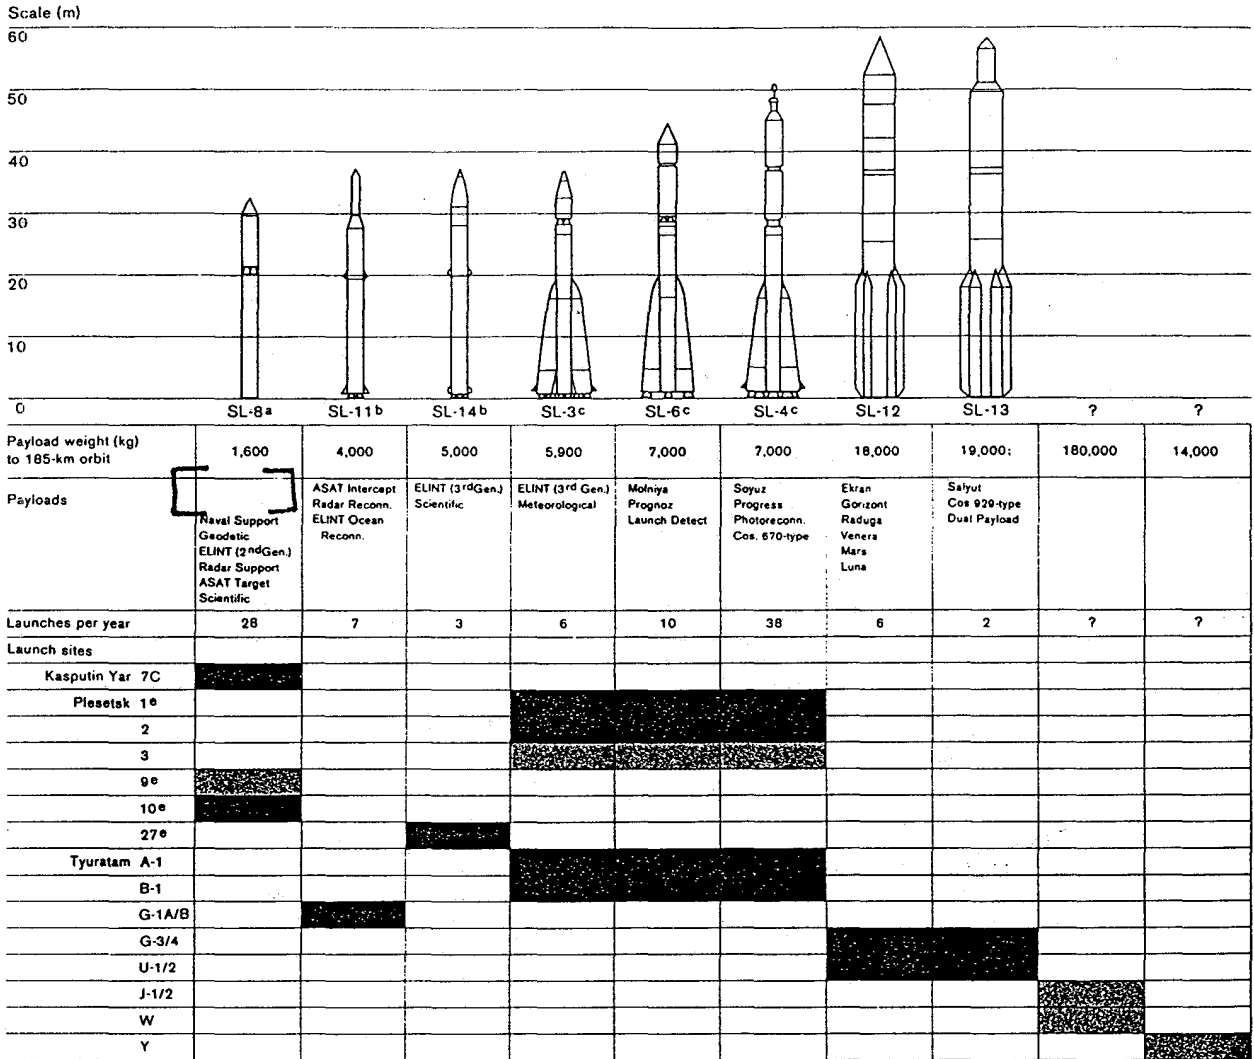 Scale (m)
60
50
40
30
20
10
0
SL-8a SL-11b SL-14b SL-3c SL-6c SL-4c SL-12 SL-13 ? ?
Payload weight (kg)
to 185-km orbit
1,600 4,000 5,000 5,900 7,000 7,000 18,000 19,000; 180,000 14,000
Payloads
Naval Support
Geodetic
ELINT (2nd Gen.)
Radar Support
ASAT Target
Scientific
ASAT Intercept
Radar Reconn.
ELINT Ocean
Reconn.
ELINT (3rd Gen.)
Scientific
ELINT (3rd Gen.)
Meteorological
Molniya
Prognoz
Launch Detect
Soyuz
Progress
Photoreconn.
Cos. 670-type
Ekran
Gorizont
Raduga
Venera
Mars
Luna
Salyut
Cos 929-type
Dual Payload
Launches per year 28 7 3 6 10 38 6 2 ? ?
Launch sites
Kasputin Yar 7C
Plesetsk 1e
2
3
9e
10e
27e
Tyuratam A-1
B-1
G-1A/B
G-3/4
U-1/2
J-1/2
W
Y